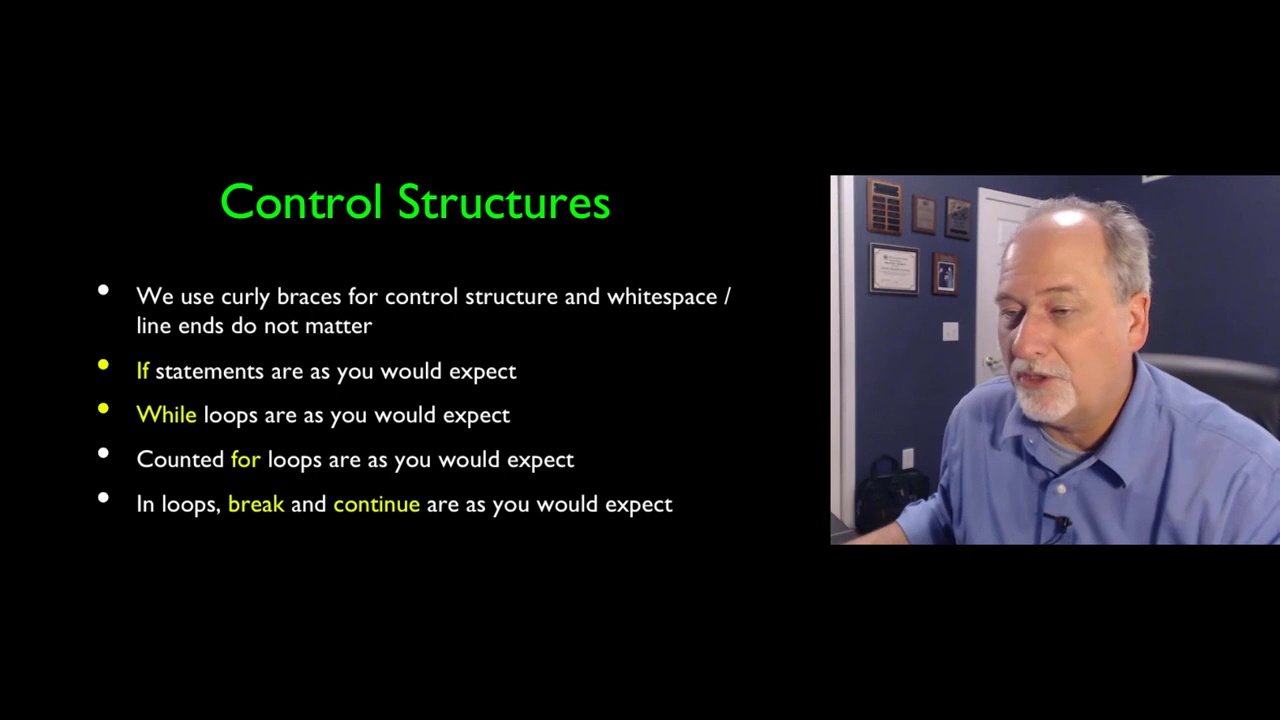 Control Structures
We use curly braces for control structure and whitespace /
line ends do not matter
If statements are as you would expect
While loops are as you would expect
Counted for loops are as you would expect
In loops, break and continue are as you would expect